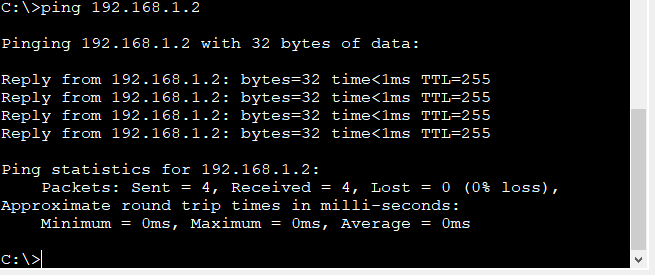 C:\>ping 192.168.1.2
Pinging 192.168.1.2 with 32 bytes of data:
Reply from 192.168.1.2: bytes=32 time<1ms TTL=255
Reply from 192.168.1.2: bytes=32 time<1ms TTL=255
Reply from 192.168.1.2: bytes=32 time<1ms TTL=255
Reply from 192.168.1.2: bytes=32 time<1ms TTL=255
Ping statistics for 192.168.1.2:
    Packets: Sent = 4, Received = 4, Lost = 0 (0% loss),
Approximate round trip times in milli-seconds:
    Minimum = 0ms, Maximum = 0ms, Average = 0ms
C:\>